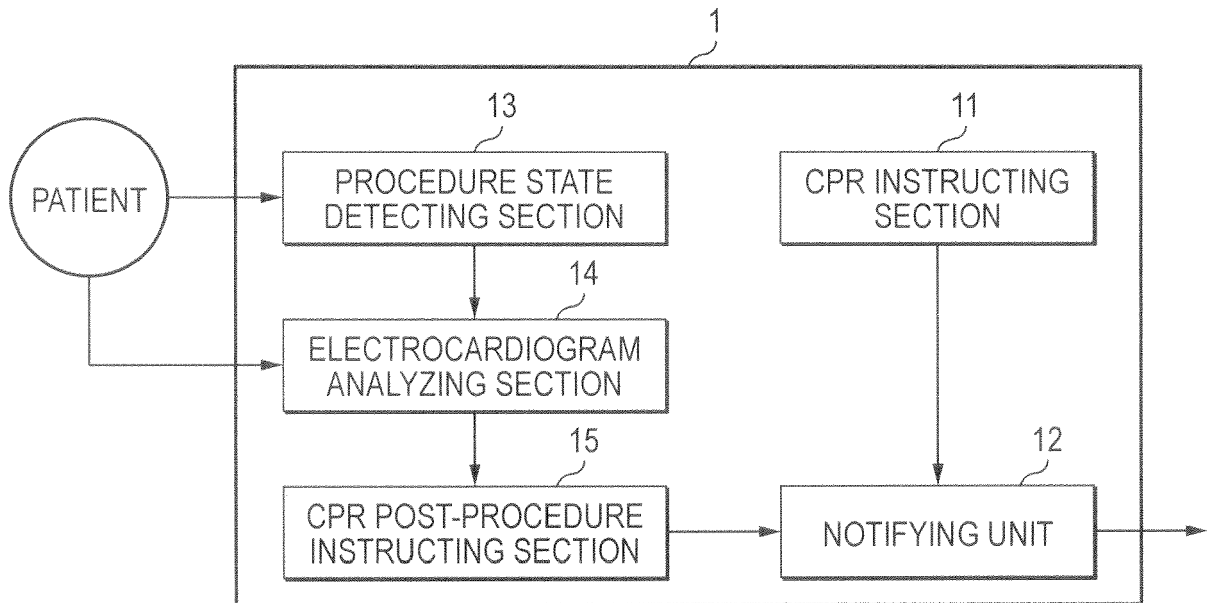 1
13
11
PATIENT
PROCEDURE STATE
DETECTING SECTION
CPR INSTRUCTING
SECTION
14
ELECTROCARDIOGRAM
ANALYZING SECTION
15
12
CPR POST-PROCEDURE
INSTRUCTING SECTION
NOTIFYING UNIT